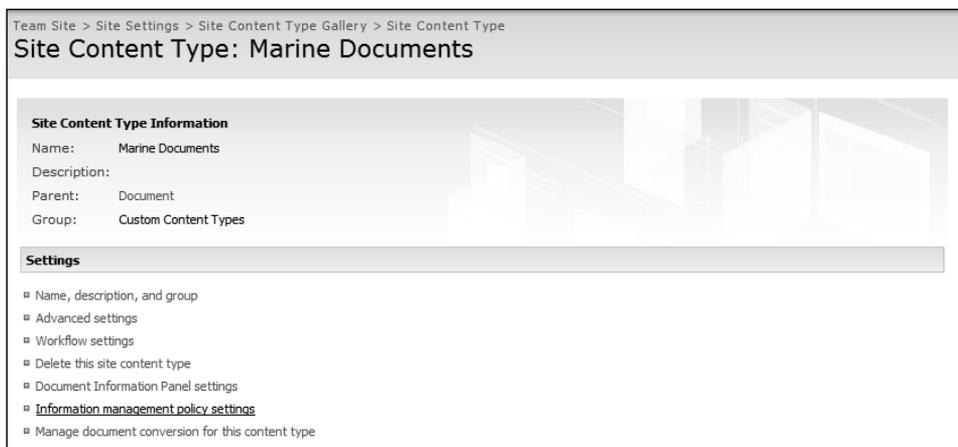 Team Site > Site Settings > Site Content Type Gallery > Site Content Type
Site Content Type: Marine Documents
Site Content Type Information
Name: Marine Documents
Description:
Parent: Document
Group: Custom Content Types
Settings
Name, description, and group
Advanced settings
Workflow settings
Delete this site content type
Document Information Panel settings
Information management policy settings
Manage document conversion for this content type